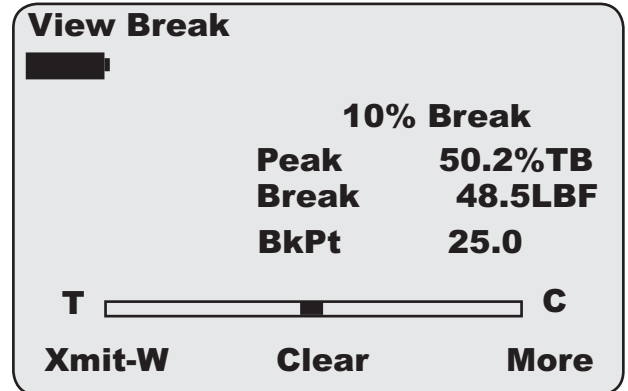 View Break
10% Break
Peak 50.2%TB
Break 48.5LBF
BkPt 25.0
T C
Xmit-W Clear More